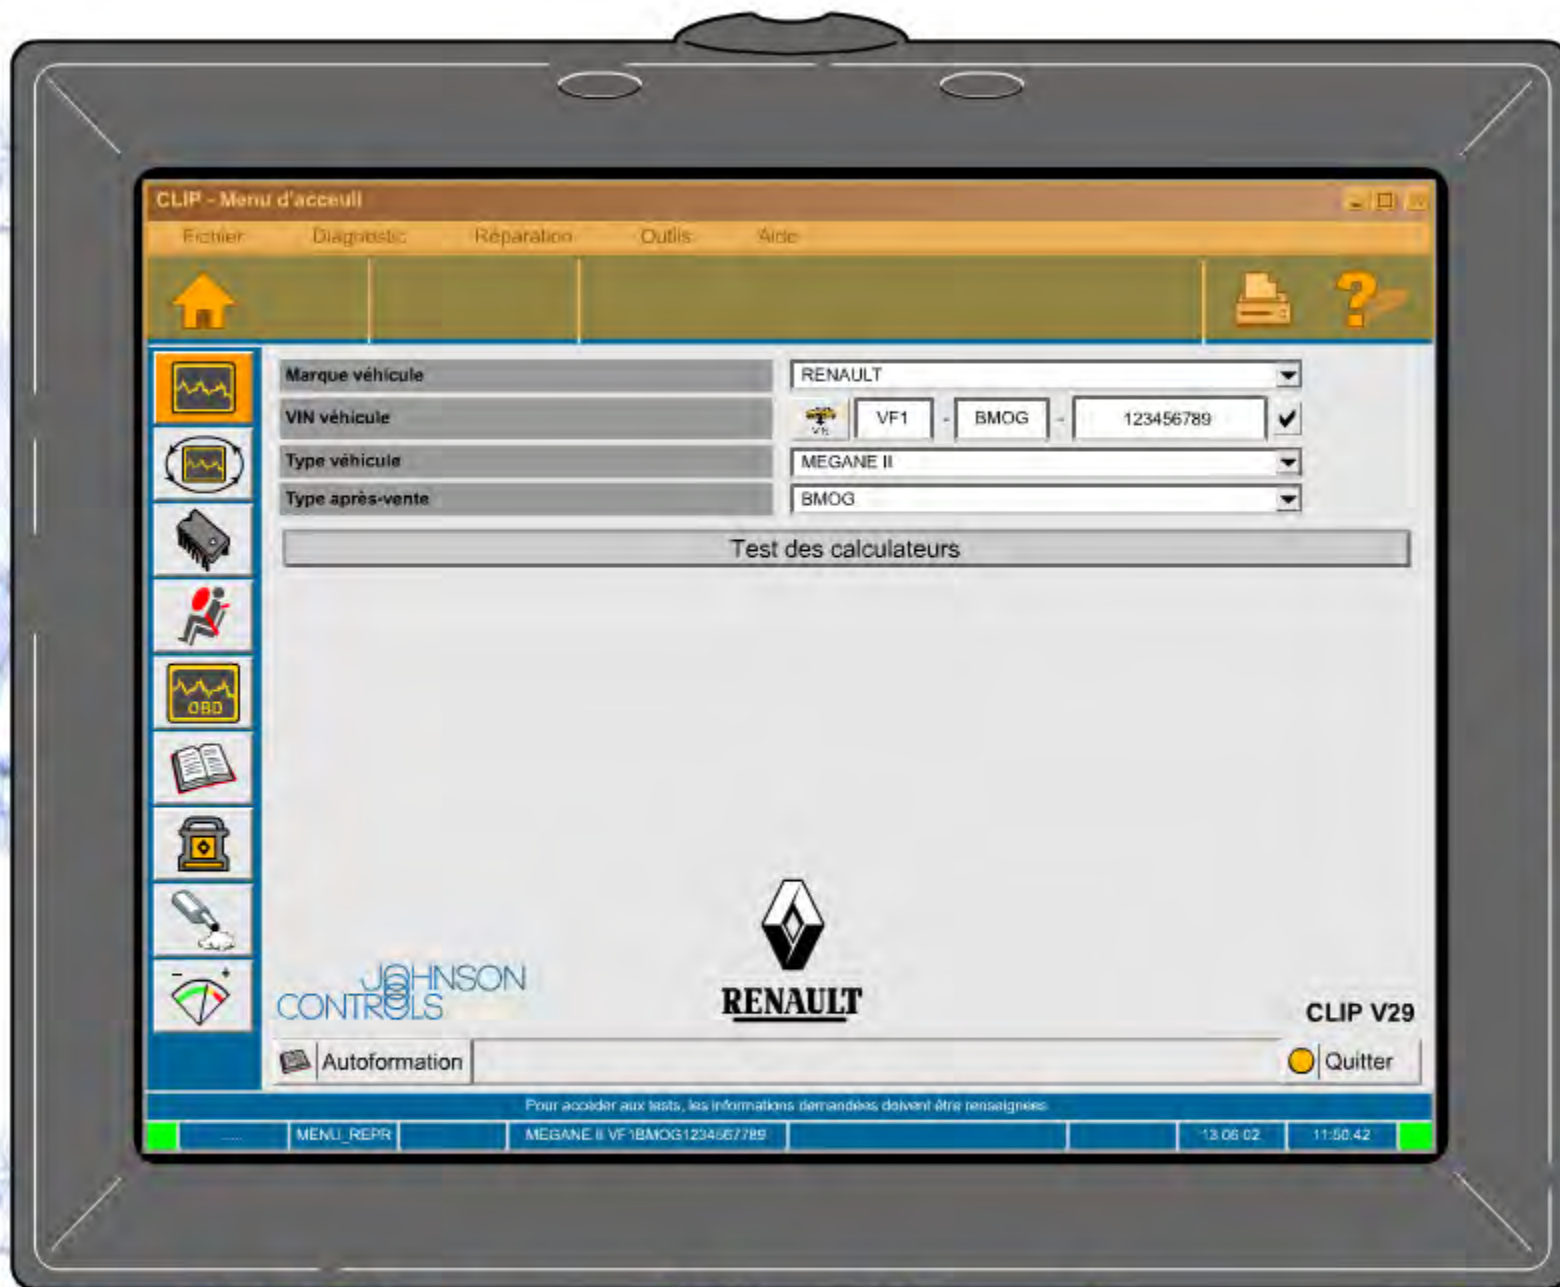 CLIP - Menu d'acceuil
Fichier Diagnostic Réparation Outils Aide
Marque véhicule RENAULT
VIN véhicule VIN VF1 - BMOG - 123456789
Type véhicule MEGANE II
Type après-vente BMOG
Test des calculateurs
OBD
JOHNSON
CONTROLS
RENAULT
CLIP V29
Autoformation Quitter
Pour accéder aux tests, les informations demandées doivent être renseignées
..... MENU_REPR MEGANE II VF1BMOG1234567789 13.06.02 11:50.42